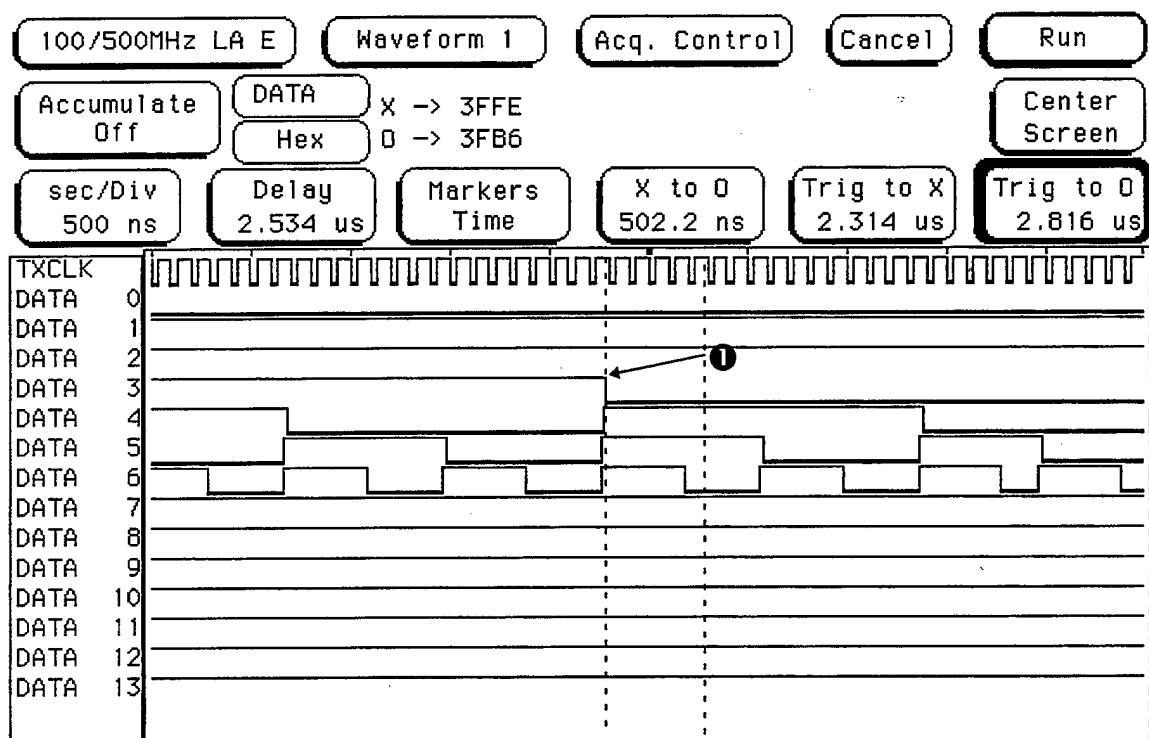 100/500MHz LA E Waveform 1 Acq. Control Cancel Run
Accumulate Off DATA X -> 3FFE Center Screen
Hex O -> 3FB6
sec/Div Delay Markers X to O Trig to X Trig to O
500 ns 2.534 us Time 502.2 ns 2.314 us 2.816 us
TXCLK
DATA 0
DATA 1
DATA 2
1
DATA 3
DATA 4
DATA 5
DATA 6
DATA 7
DATA 8
DATA 9
DATA 10
DATA 11
DATA 12
DATA 13